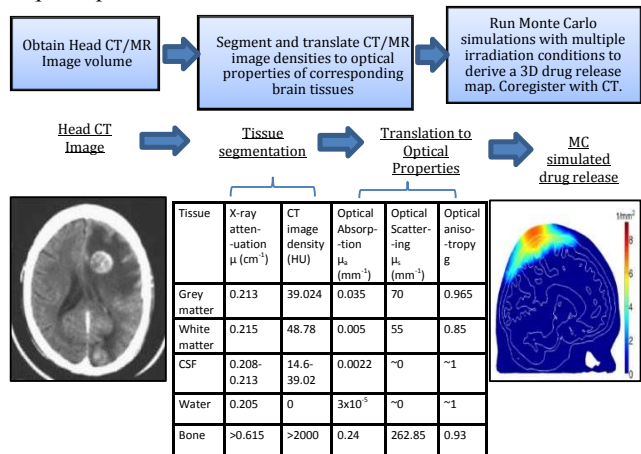 Obtain Head CT/MR
Image volume
Segment and translate CT/MR
image densities to optical
properties of corresponding
brain tissues
Run Monte Carlo
simulations with multiple
irradiation conditions to
derive a 3D drug release
map. Coregister with CT.
Head CT
Image
Tissue
segmentation
Translation to
Optical
Properties
MC
simulated
drug release
Tissue
X-ray
atten-
-uation
μ (cm-1)
CT
image
density
(HU)
Optical
Absorp-
-tion
μa
(mm-1)
Optical
Scatter-
-ing
μs
(mm-1)
Optical
aniso-
-tropy
g
Grey
matter
0.213
39.024
0.035
70
0.965
White
matter
0.215
48.78
0.005
55
0.85
CSF
0.208-
0.213
14.6-
39.02
0.0022
~0
~1
Water
0.205
0
3x10-5
~0
~1
Bone
>0.615
>2000
0.24
262.85
0.93
1/mm2
8
6
4
2